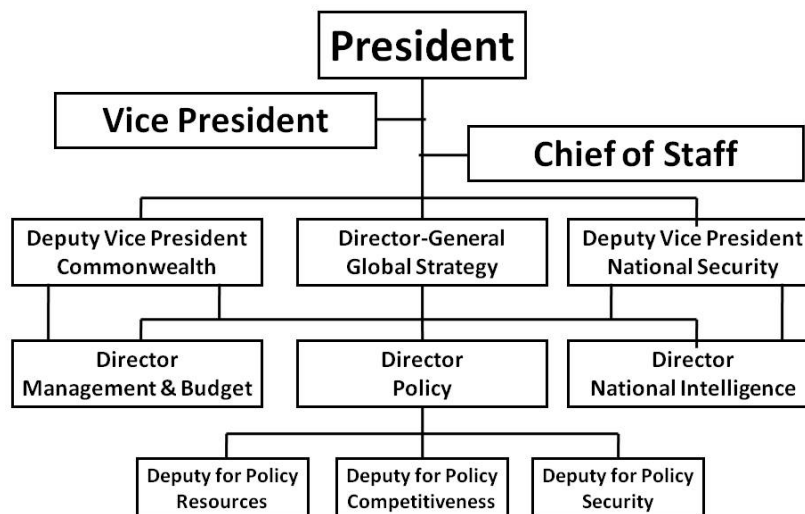 President
Vice President
Chief of Staff
Deputy Vice President
Commonwealth
Director-General
Global Strategy
Deputy Vice President
National Security
Director
Management & Budget
Director
Policy
Director
National Intelligence
Deputy for Policy
Resources
Deputy for Policy
Competitiveness
Deputy for Policy
Security